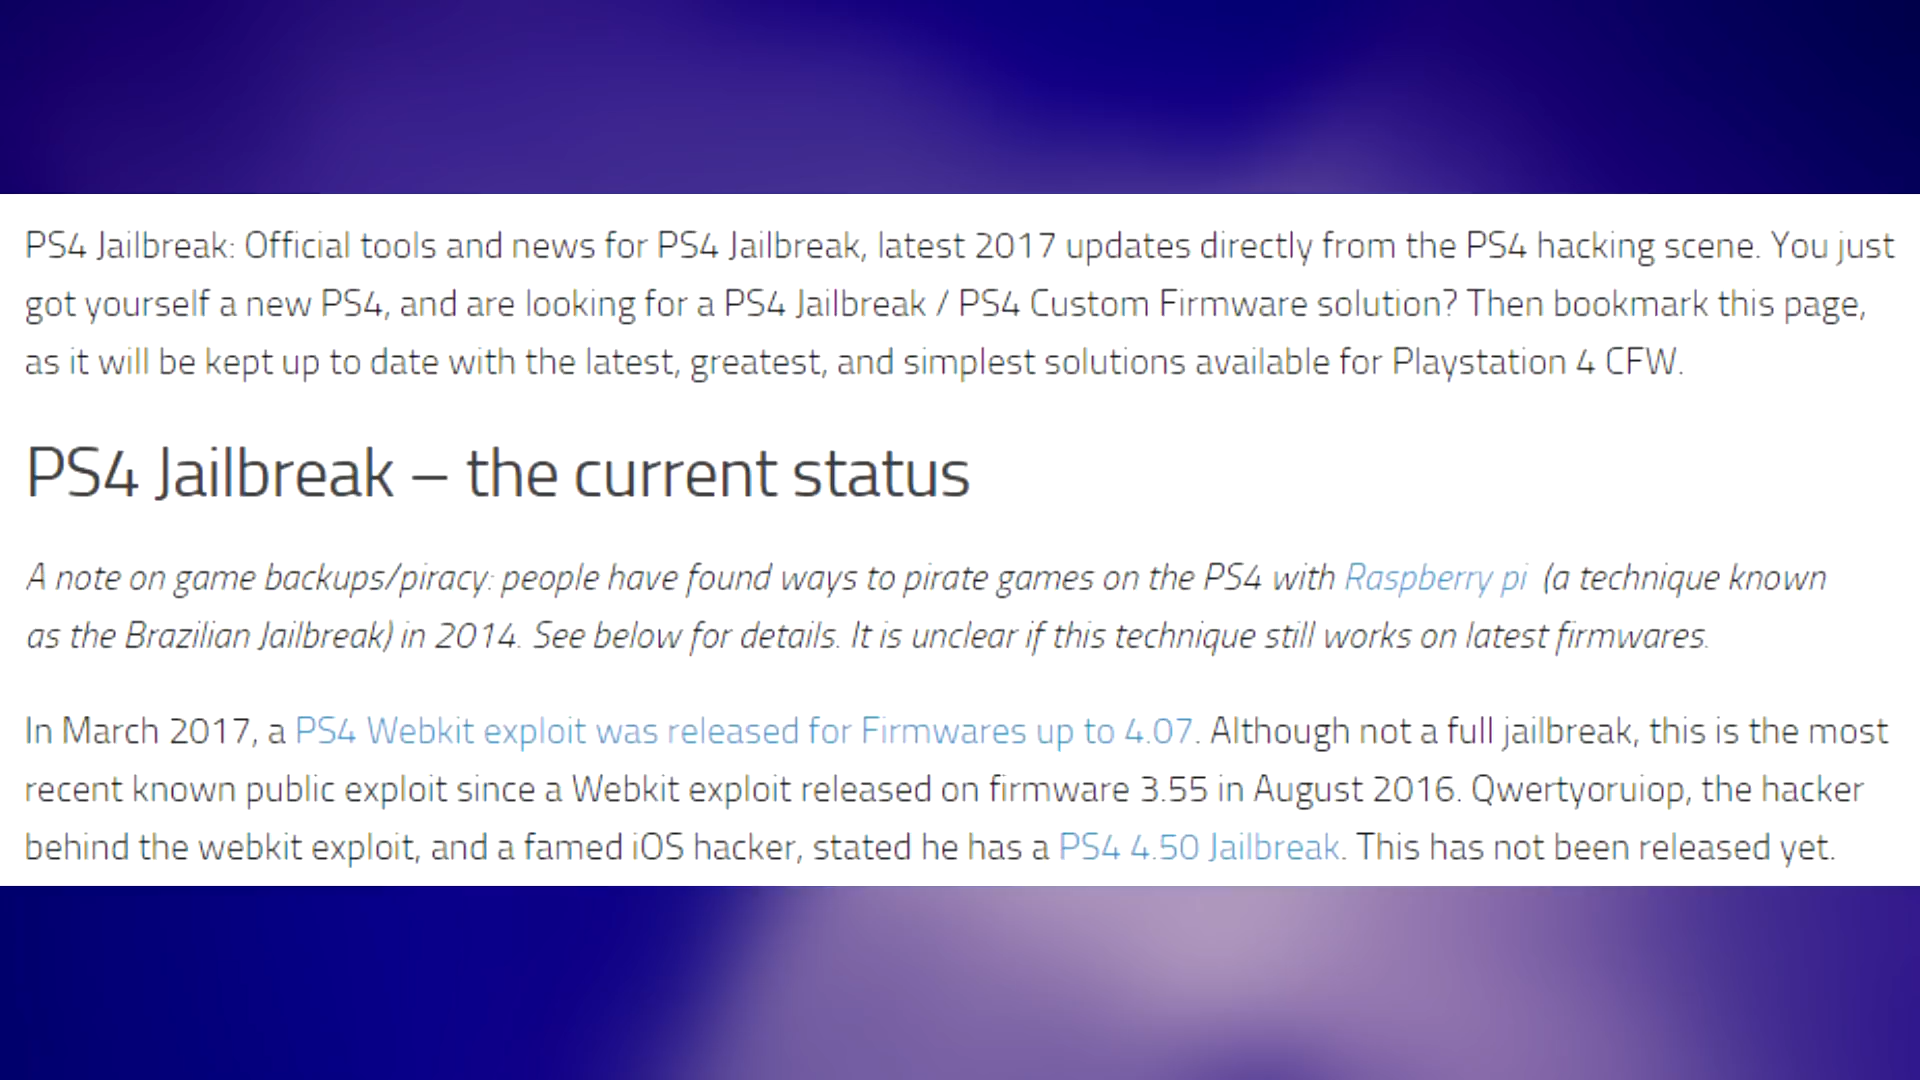 PS4 Jailbreak: Official tools and news for PS4 Jailbreak, latest 2017 updates directly from the PS4 hacking scene. You just
got yourself a new PS4, and are looking for a PS4 Jailbreak / PS4 Custom Firmware solution? Then bookmark this page,
as it will be kept up to date with the latest, greatest, and simplest solutions available for Playstation 4 CFW.
PS4 Jailbreak – the current status
A note on game backups/piracy: people have found ways to pirate games on the PS4 with Raspberry pi (a technique known
as the Brazilian Jailbreak) in 2014. See below for details. It is unclear if this technique still works on latest firmwares.
In March 2017, a PS4 Webkit exploit was released for Firmwares up to 4.07. Although not a full jailbreak, this is the most
recent known public exploit since a Webkit exploit released on firmware 3.55 in August 2016. Qwertyoruiop, the hacker
behind the webkit exploit, and a famed iOS hacker, stated he has a PS4 4.50 Jailbreak. This has not been released yet.